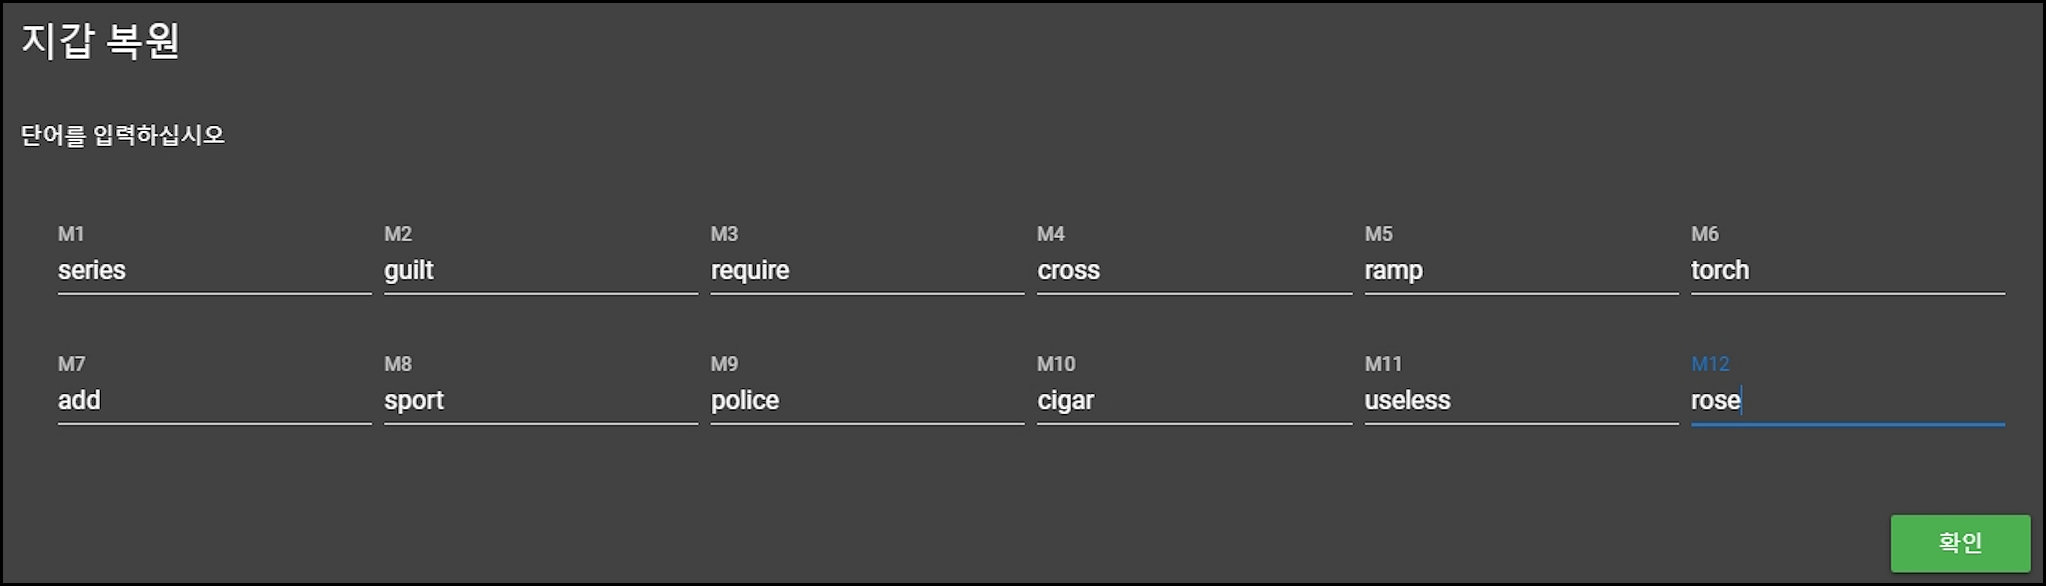 지갑 복원
단어를 입력하십시오
M1 M2 M3 M4 M5 M6
series guilt require cross ramp torch
M7 M8 M9 M10 M11 M12
add sport police cigar useless rose
확인